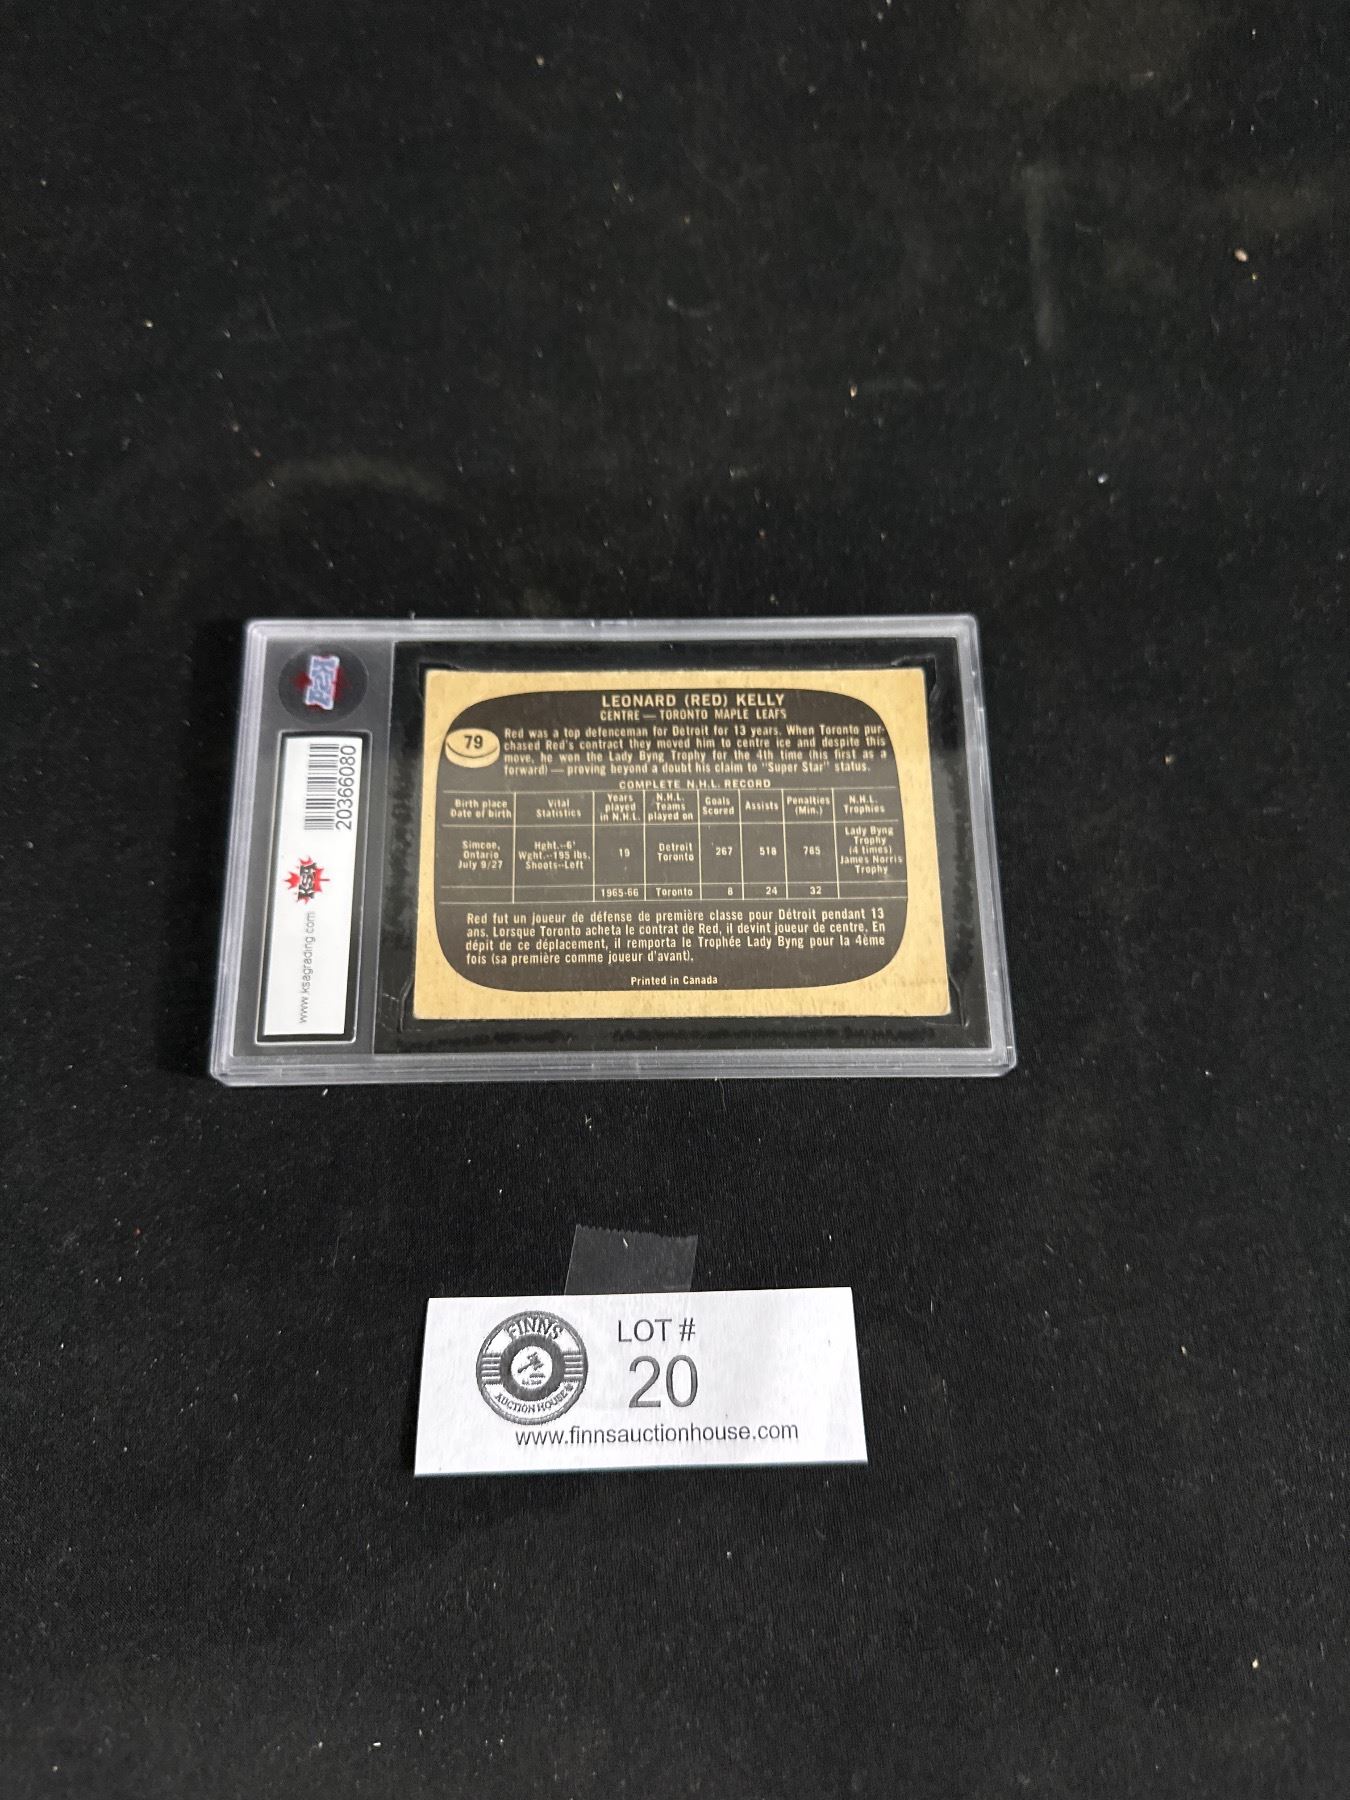 KSA
20366080
KSA
www.ksagrading.com
LEONARD (RED) KELLY
CENTRE — TORONTO MAPLE LEAFS
79
Red was a top defenceman for Detroit for 13 years. When Toronto pur-
chased Red's contract they moved him to centre ice and despite this
move, he won the Lady Byng Trophy for the 4th time (his first as a
forward) — proving beyond a doubt his claim to "Super Star" status.
COMPLETE N.H.L. RECORD
Birth place Date of birth | Vital Statistics | Years played in N.H.L. | N.H.L. Teams played on | Goals Scored | Assists | Penalties (Min.) | N.H.L. Trophies
Simcoe, Ontario July 9/27 | Hght.--6' Wght.--195 lbs. Shoots--Left | 19 | Detroit Toronto | 267 | 518 | 785 | Lady Byng Trophy (4 times) James Norris Trophy
1965-66 | Toronto | 8 | 24 | 32
Red fut un joueur de défense de première classe pour Détroit pendant 13
ans. Lorsque Toronto acheta le contrat de Red, il devint joueur de centre. En
dépit de ce déplacement, il remporta le Trophée Lady Byng pour la 4ème
fois (sa première comme joueur d'avant).
Printed in Canada
FINNS
AUCTION HOUSE
LOT #
20
www.finnsauctionhouse.com